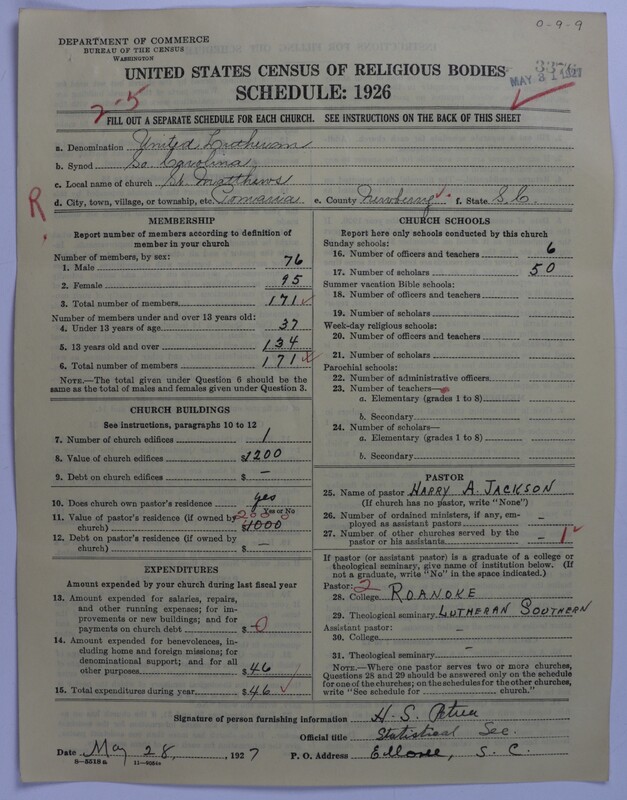 0-9-9
DEPARTMENT OF COMMERCE
BUREAU OF THE CENSUS
WASHINGTON
UNITED STATES CENSUS OF RELIGIOUS BODIES
SCHEDULE: 1926
MAY 31 1927
2-5
FILL OUT A SEPARATE SCHEDULE FOR EACH CHURCH. SEE INSTRUCTIONS ON THE BACK OF THIS SHEET
a. Denomination United Lutheran
b. Synod So Carolina
c. Local name of church St. Matthews
d. City, town, village, or township, etc. Pomaria e. County Newberry f. State S. C.
R
MEMBERSHIP
Report number of members according to definition of
member in your church
Number of members, by sex:
1. Male 76
2. Female 95
3. Total number of members 171
Number of members under and over 13 years old:
4. Under 13 years of age 37
5. 13 years old and over 134
6. Total number of members 171
NOTE.—The total given under Question 6 should be
the same as the total of males and females given under Question 3.
CHURCH BUILDINGS
See instructions, paragraphs 10 to 12
7. Number of church edifices 1
8. Value of church edifices $1200
9. Debt on church edifices $ –
10. Does church own pastor's residence yes
Yes or No
11. Value of pastor's residence (if owned by
church) $1000
12. Debt on pastor's residence (if owned by
church) $ –
EXPENDITURES
Amount expended by your church during last fiscal year
13. Amount expended for salaries, repairs,
and other running expenses; for im-
provements or new buildings; and for
payments on church debt $ 0
14. Amount expended for benevolences, in-
cluding home and foreign missions; for
denominational support; and for all
other purposes $46
15. Total expenditures during year $46
CHURCH SCHOOLS
Report here only schools conducted by this church
Sunday schools:
16. Number of officers and teachers 6
17. Number of scholars 50
Summer vacation Bible schools:
18. Number of officers and teachers
19. Number of scholars
Week-day religious schools:
20. Number of officers and teachers
21. Number of scholars
Parochial schools:
22. Number of administrative officers
23. Number of teachers—
a. Elementary (grades 1 to 8)
b. Secondary
24. Number of scholars—
a. Elementary (grades 1 to 8)
b. Secondary
PASTOR
25. Name of pastor HARRY A. JACKSON
(If church has no pastor, write "None")
26. Number of ordained ministers, if any, em-
ployed as assistant pastors –
27. Number of other churches served by the
pastor or his assistants – 1
If pastor (or assistant pastor) is a graduate of a college or
theological seminary, give name of institution below. (If
not a graduate, write "No" in the space indicated.)
Pastor: 2
28. College ROANOKE
29. Theological seminary LUTHERAN SOUTHERN
Assistant pastor:
30. College –
31. Theological seminary –
NOTE.—Where one pastor serves two or more churches,
Questions 28 and 29 should be answered only on the schedule
for one of the churches; on the schedules for the other churches,
write "See schedule for church."
Signature of person furnishing information H. S. Petrea
Official title Statistical Sec.
Date May 28, 1927 P. O. Address Elloree, S. C.
8-5518a